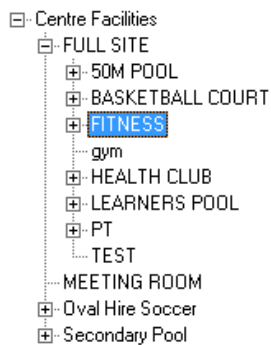 Centre Facilities
FULL SITE
50M POOL
BASKETBALL COURT
FITNESS
gym
HEALTH CLUB
LEARNERS POOL
PT
TEST
MEETING ROOM
Oval Hire Soccer
Secondary Pool